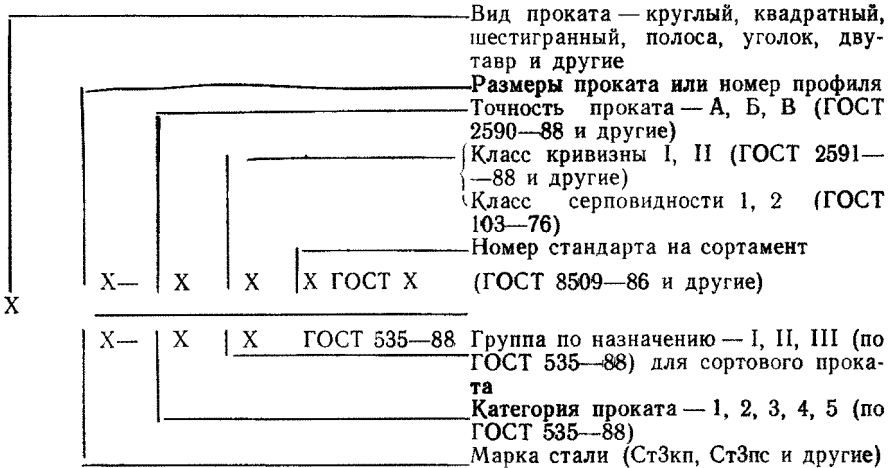 Вид проката — круглый, квадратный,
шестигранный, полоса, уголок, дву-
тавр и другие
Размеры проката или номер профиля
Точность проката — А, Б, В (ГОСТ
2590—88 и другие)
Класс кривизны I, II (ГОСТ 2591—
—88 и другие)
Класс серповидности 1, 2 (ГОСТ
103—76)
Номер стандарта на сортамент
Х— Х Х Х ГОСТ Х (ГОСТ 8509—86 и другие)
Х
Х— Х Х ГОСТ 535—88 Группа по назначению — I, II, III (по
ГОСТ 535—88) для сортового прока-
та
Категория проката — 1, 2, 3, 4, 5 (по
ГОСТ 535—88)
Марка стали (Ст3кп, Ст3пс и другие)